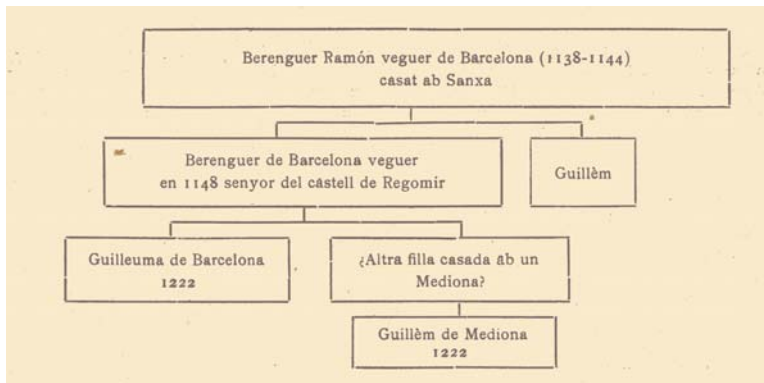 Berenguer Ramón veguer de Barcelona (1138-1144)
casat ab Sanxa
Berenguer de Barcelona veguer
en 1148 senyor del castell de Regomir
Guillèm
Guilleuma de Barcelona
1222
¿Altra filla casada ab un
Mediona?
Guillèm de Mediona
1222